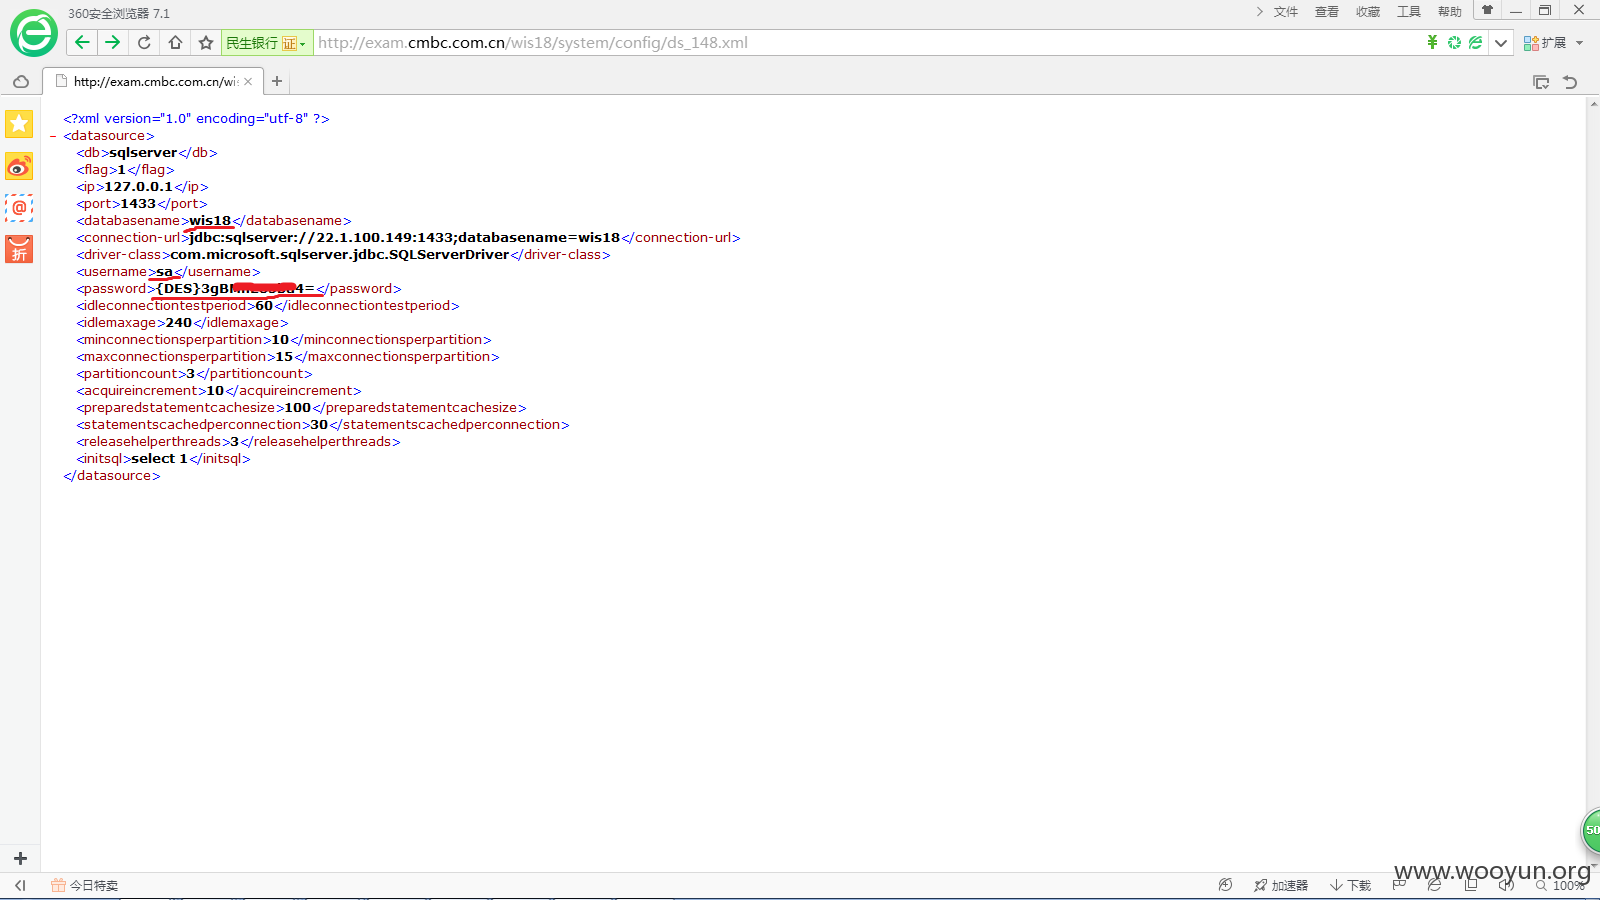 360安全浏览器 7.1
文件 查看 收藏 工具 帮助
民生银行 证 http://exam.cmbc.com.cn/wis18/system/config/ds_148.xml
扩展
http://exam.cmbc.com.cn/wis
<?xml version="1.0" encoding="utf-8" ?>
- <datasource>
<db>sqlserver</db>
<flag>1</flag>
<ip>127.0.0.1</ip>
<port>1433</port>
<databasename>wis18</databasename>
<connection-url>jdbc:sqlserver://22.1.100.149:1433;databasename=wis18</connection-url>
<driver-class>com.microsoft.sqlserver.jdbc.SQLServerDriver</driver-class>
<username>sa</username>
<password>{DES}3gB 4=</password>
<idleconnectiontestperiod>60</idleconnectiontestperiod>
<idlemaxage>240</idlemaxage>
<minconnectionsperpartition>10</minconnectionsperpartition>
<maxconnectionsperpartition>15</maxconnectionsperpartition>
<partitioncount>3</partitioncount>
<acquireincrement>10</acquireincrement>
<preparedstatementcachesize>100</preparedstatementcachesize>
<statementscachedperconnection>30</statementscachedperconnection>
<releasehelperthreads>3</releasehelperthreads>
<initsql>select 1</initsql>
</datasource>
折
50
www.wooyun.org
今日特卖
加速器 下载 100%